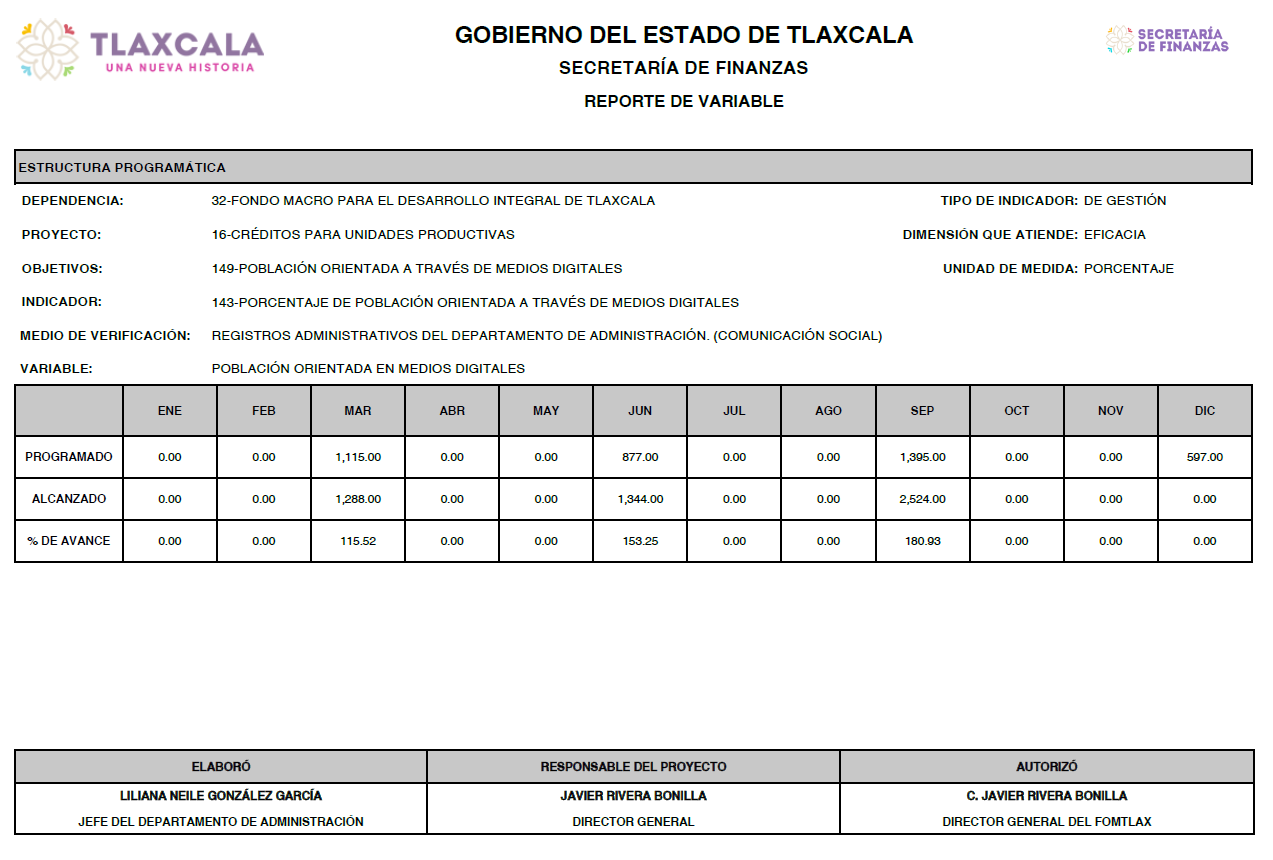 TLAXCALA
UNA NUEVA HISTORIA
GOBIERNO DEL ESTADO DE TLAXCALA
SECRETARÍA DE FINANZAS
REPORTE DE VARIABLE
SECRETARÍA
DE FINANZAS
ESTRUCTURA PROGRAMÁTICA
DEPENDENCIA: 32-FONDO MACRO PARA EL DESARROLLO INTEGRAL DE TLAXCALA TIPO DE INDICADOR: DE GESTIÓN
PROYECTO: 16-CRÉDITOS PARA UNIDADES PRODUCTIVAS DIMENSIÓN QUE ATIENDE: EFICACIA
OBJETIVOS: 149-POBLACIÓN ORIENTADA A TRAVÉS DE MEDIOS DIGITALES UNIDAD DE MEDIDA: PORCENTAJE
INDICADOR: 143-PORCENTAJE DE POBLACIÓN ORIENTADA A TRAVÉS DE MEDIOS DIGITALES
MEDIO DE VERIFICACIÓN: REGISTROS ADMINISTRATIVOS DEL DEPARTAMENTO DE ADMINISTRACIÓN. (COMUNICACIÓN SOCIAL)
VARIABLE: POBLACIÓN ORIENTADA EN MEDIOS DIGITALES
ENE FEB MAR ABR MAY JUN JUL AGO SEP OCT NOV DIC
PROGRAMADO 0.00 0.00 1,115.00 0.00 0.00 877.00 0.00 0.00 1,395.00 0.00 0.00 597.00
ALCANZADO 0.00 0.00 1,288.00 0.00 0.00 1,344.00 0.00 0.00 2,524.00 0.00 0.00 0.00
% DE AVANCE 0.00 0.00 115.52 0.00 0.00 153.25 0.00 0.00 180.93 0.00 0.00 0.00
ELABORÓ RESPONSABLE DEL PROYECTO AUTORIZÓ
LILIANA NEILE GONZÁLEZ GARCÍA JAVIER RIVERA BONILLA C. JAVIER RIVERA BONILLA
JEFE DEL DEPARTAMENTO DE ADMINISTRACIÓN DIRECTOR GENERAL DIRECTOR GENERAL DEL FOMTLAX